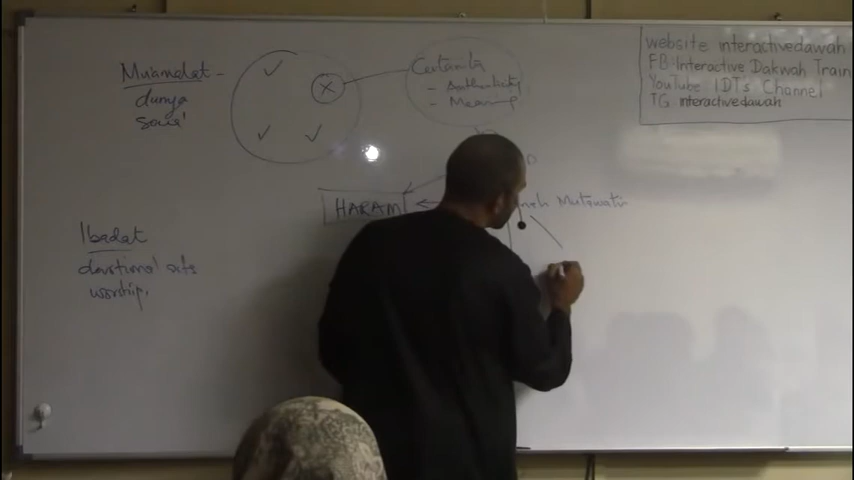 Mu'amalat -
dunya
social
Certainty
- Authenticity
- Meaning
website interactivedawah
FB: Interactive Dakwah Train
YouTube IDT's Channel
TG interactivedawah
HARAM
Mutawatir
Ibadat
devotional acts
worship.